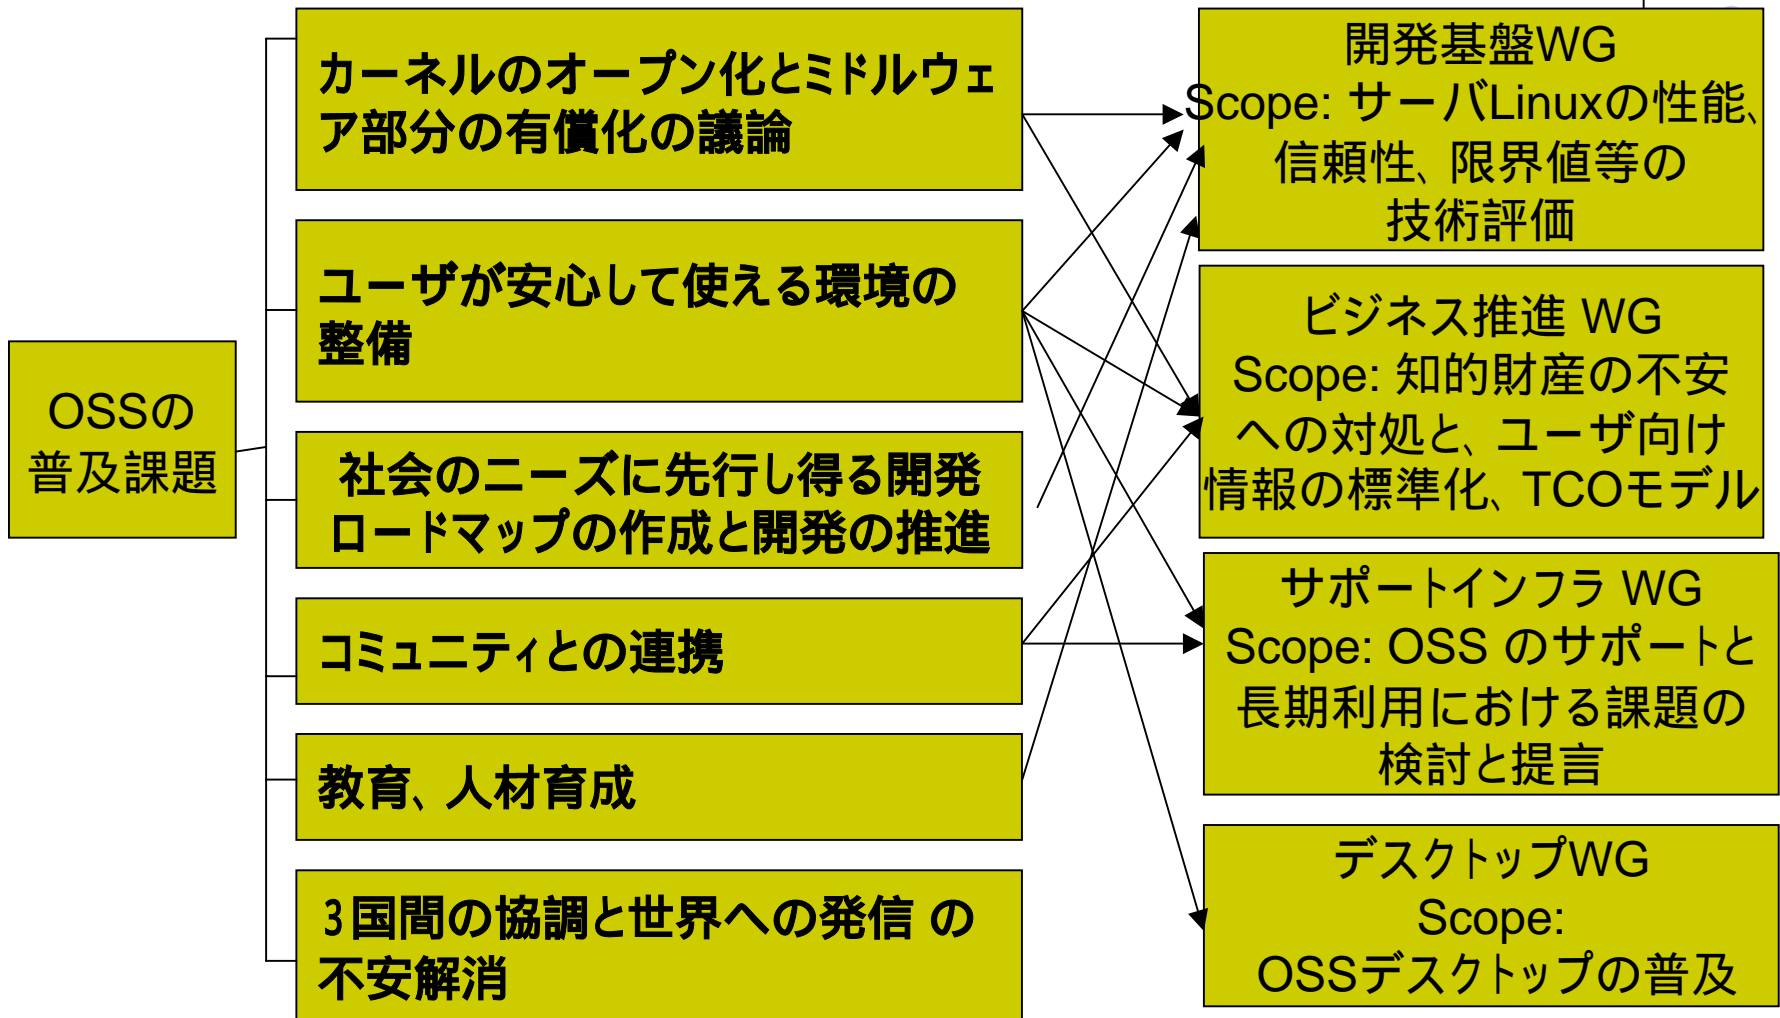 OSSの
普及課題
カーネルのオープン化とミドルウェ
ア部分の有償化の議論
ユーザが安心して使える環境の
整備
社会のニーズに先行し得る開発
ロードマップの作成と開発の推進
コミュニティとの連携
教育、人材育成
3国間の協調と世界への発信 の
不安解消
開発基盤WG
Scope: サーバLinuxの性能、
信頼性、限界値等の
技術評価
ビジネス推進 WG
Scope: 知的財産の不安
への対処と、ユーザ向け
情報の標準化、TCOモデル
サポートインフラ WG
Scope: OSS のサポートと
長期利用における課題の
検討と提言
デスクトップWG
Scope:
OSSデスクトップの普及